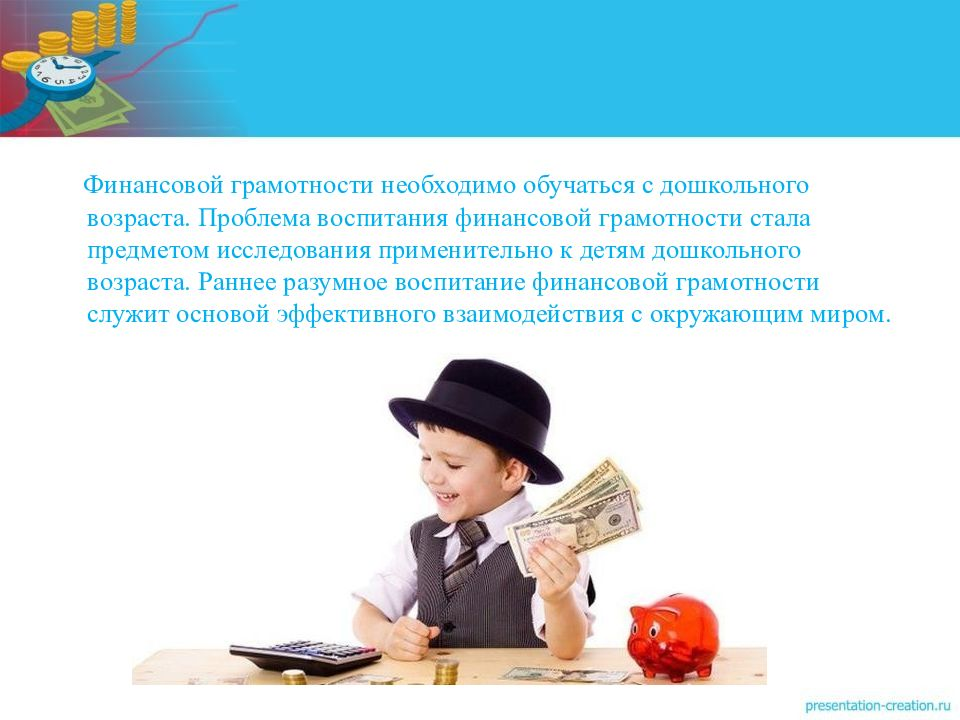 Финансовой грамотности необходимо обучаться с дошкольного
возраста. Проблема воспитания финансовой грамотности стала
предметом исследования применительно к детям дошкольного
возраста. Раннее разумное воспитание финансовой грамотности
служит основой эффективного взаимодействия с окружающим миром.
presentation-creation.ru